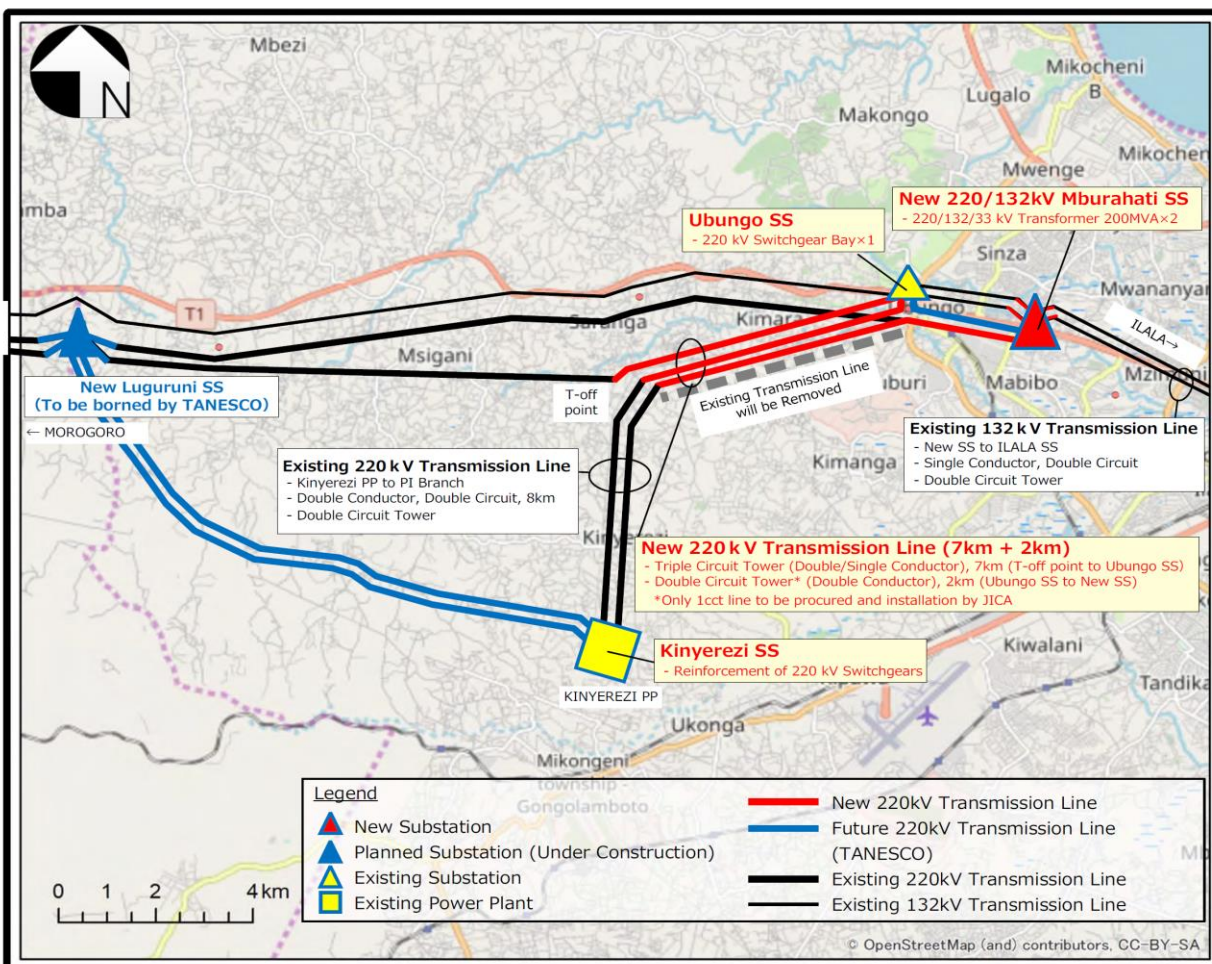 N
Mbezi
Mikocheni
B
Lugalo
Makongo
Mikochen
Mwenge
New 220/132kV Mburahati SS
- 220/132/33 kV Transformer 200MVA×2
amba
Ubungo SS
- 220 kV Switchgear Bay×1
Sinza
Mwananyar
T1
Saranga
Kimara
ILALA→
Msigani
New Luguruni SS
(To be borned by TANESCO)
← MOROGORO
T-off
point
Existing Transmission Line
will be Removed
Mabibo
Kimanga
Existing 132kV Transmission Line
- New SS to ILALA SS
- Single Conductor, Double Circuit
- Double Circuit Tower
Existing 220kV Transmission Line
- Kinyerezi PP to PI Branch
- Double Conductor, Double Circuit, 8km
- Double Circuit Tower
New 220kV Transmission Line (7km + 2km)
- Triple Circuit Tower (Double/Single Conductor), 7km (T-off point to Ubungo SS)
- Double Circuit Tower* (Double Conductor), 2km (Ubungo SS to New SS)
*Only 1cct line to be procured and installation by JICA
Kinyerezi SS
- Reinforcement of 220 kV Switchgears
KINYEREZI PP
Kiwalani
Tandika
Ukonga
Mikongeni
township -
Gongolamboto
Legend
New Substation
Planned Substation (Under Construction)
Existing Substation
Existing Power Plant
New 220kV Transmission Line
Future 220kV Transmission Line
(TANESCO)
Existing 220kV Transmission Line
Existing 132kV Transmission Line
0 1 2 4km
© OpenStreetMap (and) contributors, CC-BY-SA